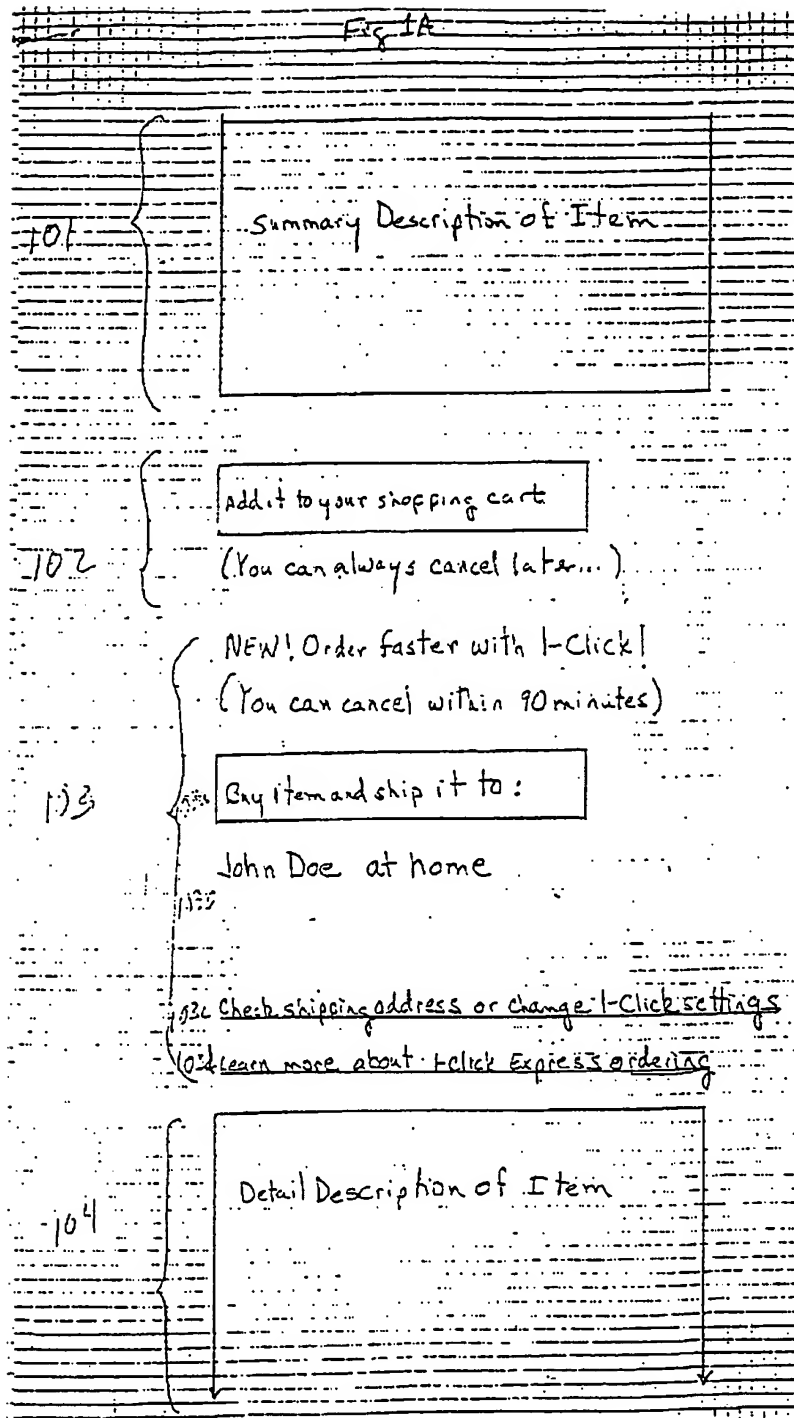 Fig 1A
101
Summary Description of Item
102
Add it to your shopping cart
(You can always cancel later...)
103
NEW! Order faster with 1-Click!
(You can cancel within 90 minutes)
Buy item and ship it to:
John Doe at home
103c Check shipping address or change 1-Click settings
103d Learn more about 1-Click Express ordering
104
Detail Description of Item